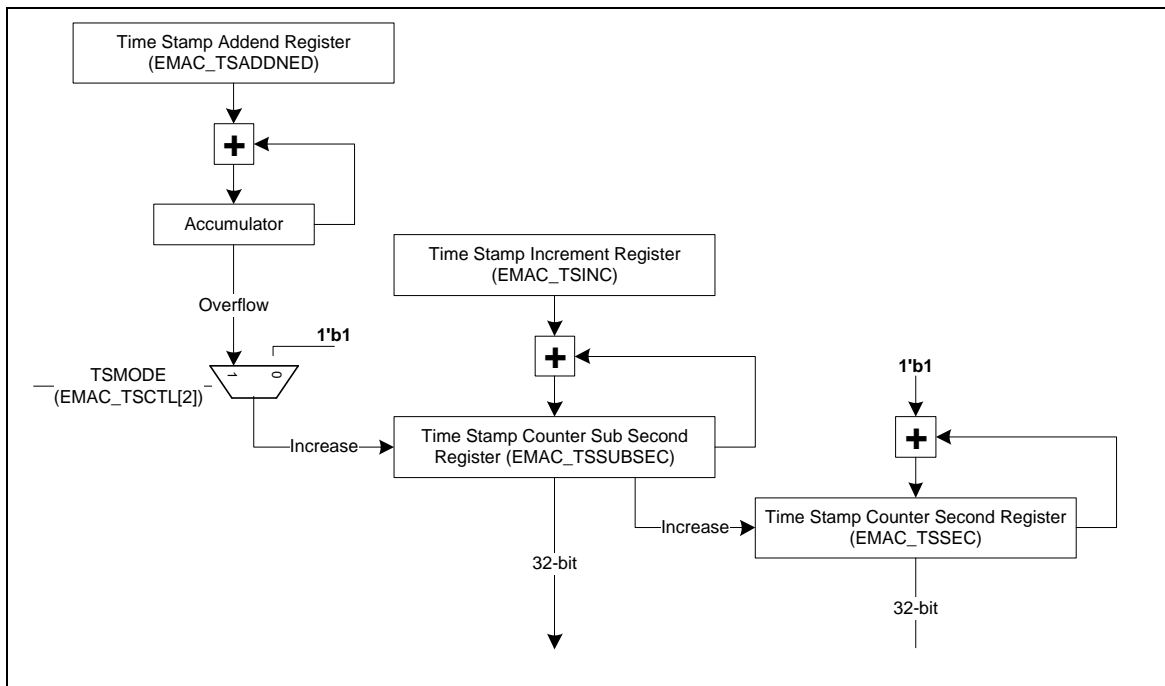 Time Stamp Addend Register
(EMAC_TSADDNED)
+
Accumulator
Overflow
1'b1
1
0
TSMODE
(EMAC_TSCTL[2])
Increase
Time Stamp Increment Register
(EMAC_TSINC)
+
Time Stamp Counter Sub Second
Register (EMAC_TSSUBSEC)
32-bit
Increase
1'b1
+
Time Stamp Counter Second Register
(EMAC_TSSEC)
32-bit